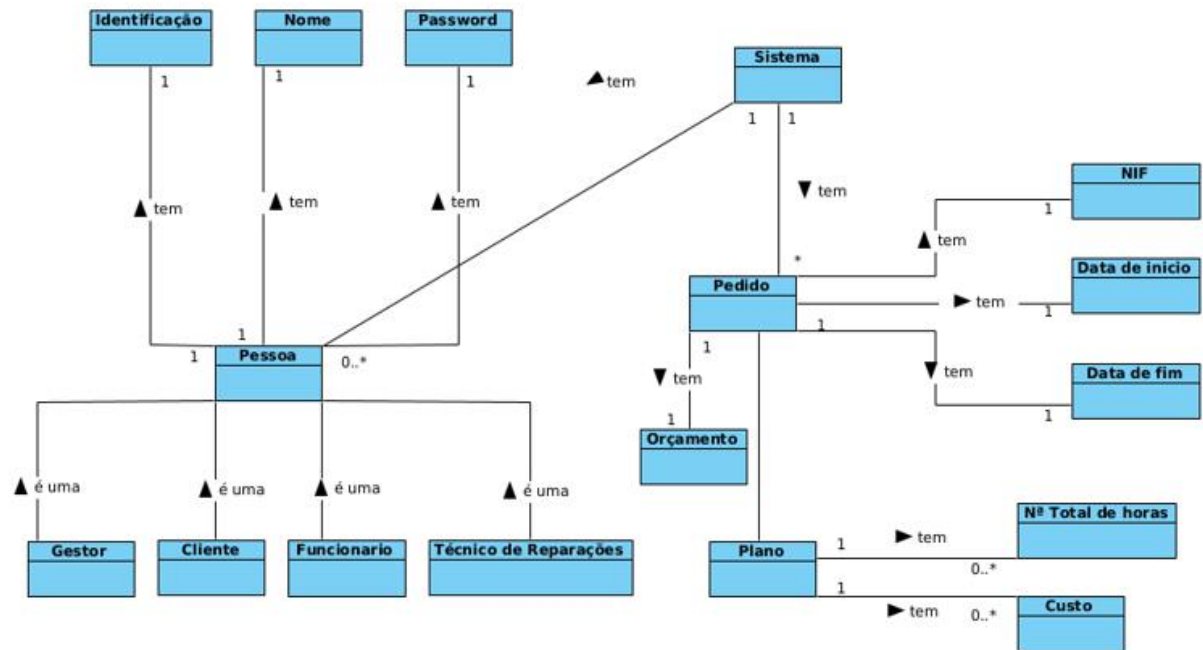 Identificação
Nome
Password
Sistema
1
1
1
tem
1
1
tem
tem
tem
tem
NIF
1
tem
*
Data de inicio
Pedido
tem
1
1
1
1
Pessoa
0..*
1
tem
tem
Data de fim
1
1
Orçamento
é uma
é uma
é uma
é uma
Nº Total de horas
Gestor
Cliente
Funcionario
Técnico de Reparações
Plano
1
tem
0..*
1
tem
0..*
Custo